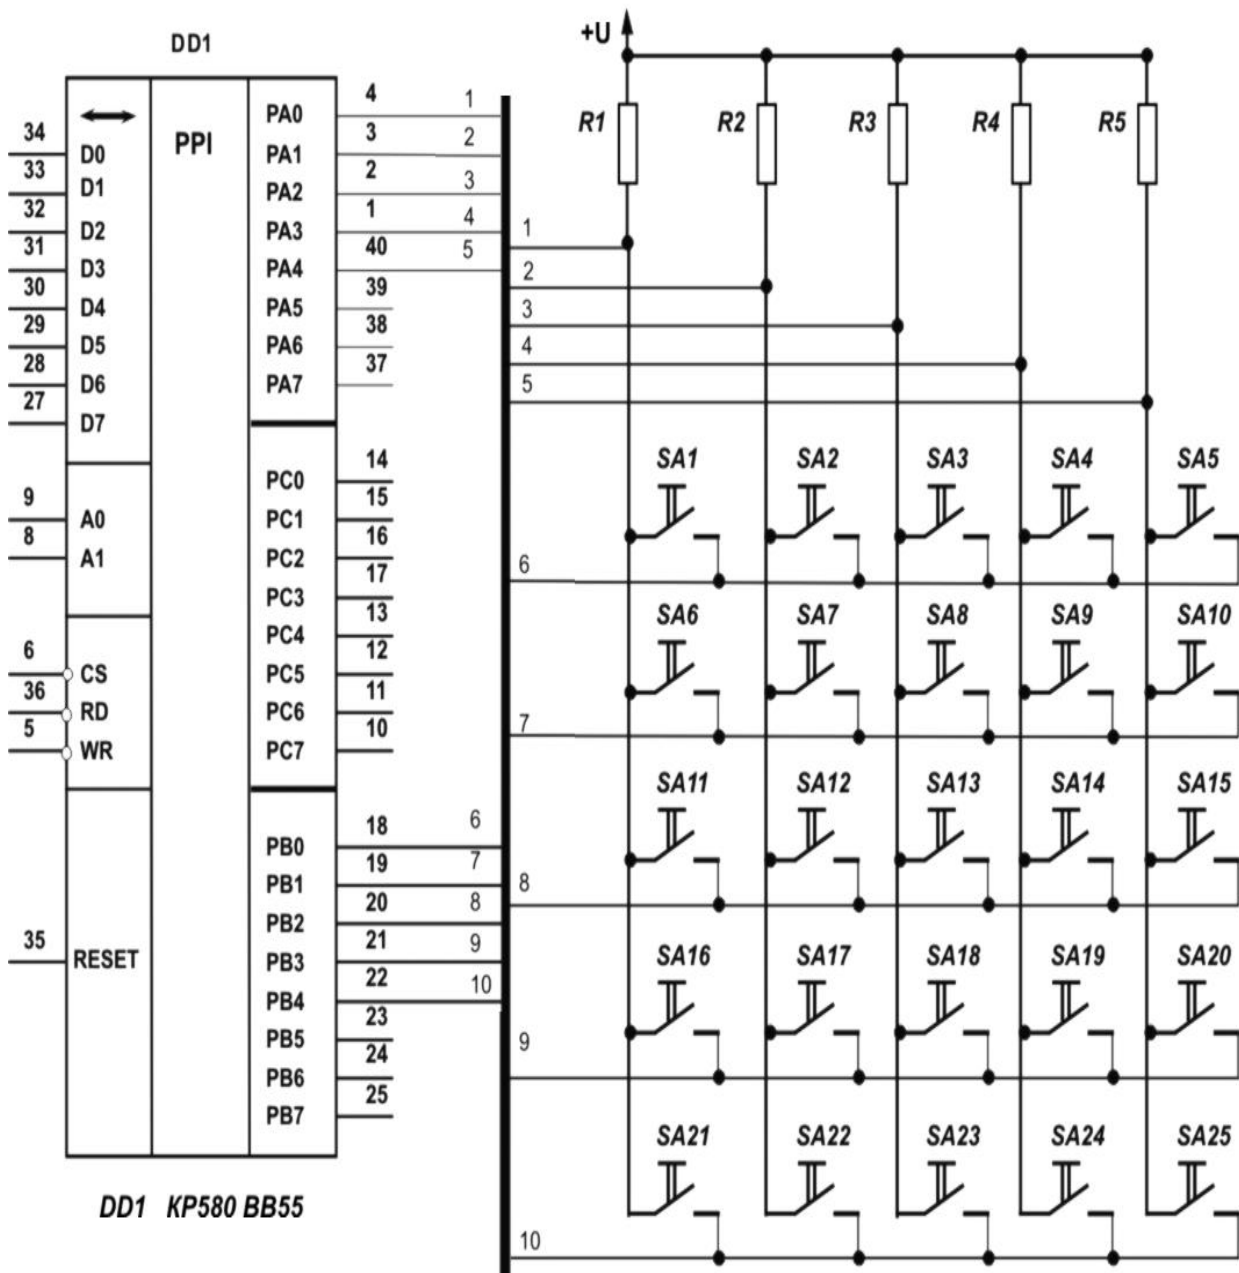 DD1
PPI
34 D0
33 D1
32 D2
31 D3
30 D4
29 D5
28 D6
27 D7
9 A0
8 A1
6 CS
36 RD
5 WR
35 RESET
PA0 4 1
PA1 3 2
PA2 2 3
PA3 1 4
PA4 40 5
PA5 39
PA6 38
PA7 37
PC0 14
PC1 15
PC2 16
PC3 17
PC4 13
PC5 12
PC6 11
PC7 10
PB0 18 6
PB1 19 7
PB2 20 8
PB3 21 9
PB4 22 10
PB5 23
PB6 24
PB7 25
DD1 КР580 ВВ55
+U
R1 R2 R3 R4 R5
1
2
3
4
5
SA1 SA2 SA3 SA4 SA5
6
SA6 SA7 SA8 SA9 SA10
7
SA11 SA12 SA13 SA14 SA15
8
SA16 SA17 SA18 SA19 SA20
9
SA21 SA22 SA23 SA24 SA25
10